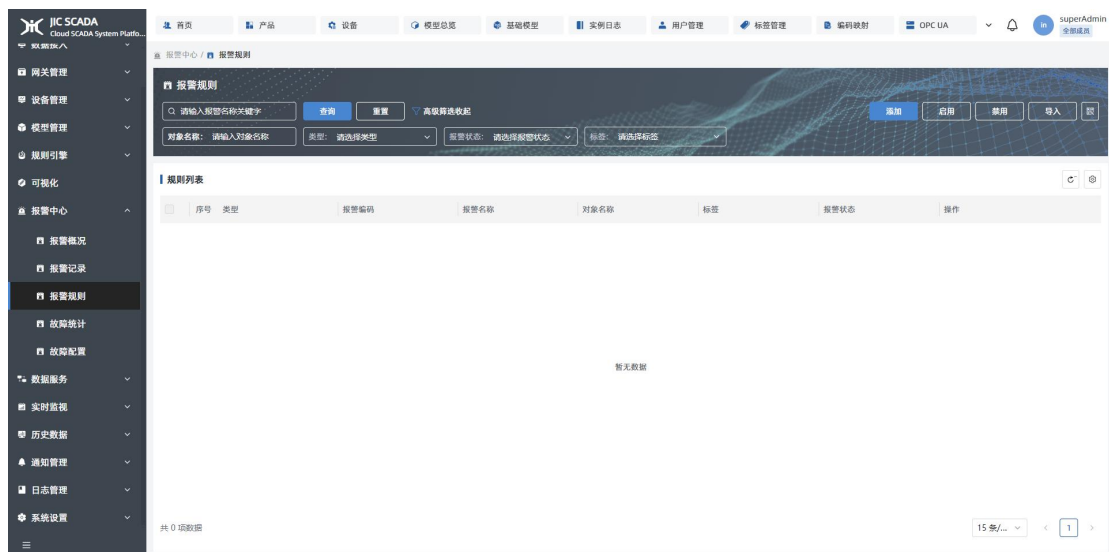 JIC SCADA
Cloud SCADA System Platfo...
数据接入
网关管理
设备管理
模型管理
规则引擎
可视化
报警中心
报警概况
报警记录
报警规则
故障统计
故障配置
数据服务
实时监视
历史数据
通知管理
日志管理
系统设置
首页 产品 设备 模型总览 基础模型 实例日志 用户管理 标签管理 编码映射 OPC UA in superAdmin
全部成员
报警中心 / 报警规则
报警规则
请输入报警名称关键字 查询 重置 高级筛选收起 添加 启用 禁用 导入
对象名称: 请输入对象名称 类型: 请选择类型 报警状态: 请选择报警状态 标签: 请选择标签
规则列表
序号 类型 报警编码 报警名称 对象名称 标签 报警状态 操作
暂无数据
共 0 项数据 15 条/... < 1 >